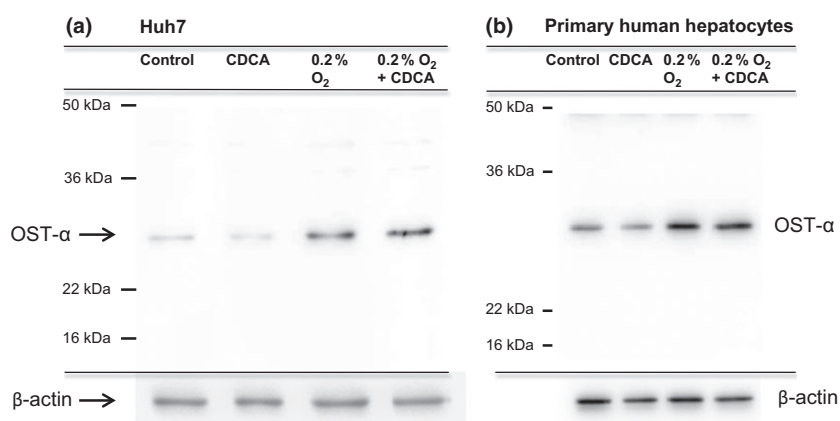 (a) Huh7
Control CDCA 0.2 % O₂ 0.2 % O₂ + CDCA
50 kDa
36 kDa
OST-α
22 kDa
16 kDa
β-actin
(b) Primary human hepatocytes
Control CDCA 0.2 % O₂ 0.2 % O₂ + CDCA
50 kDa
36 kDa
OST-α
22 kDa
16 kDa
β-actin